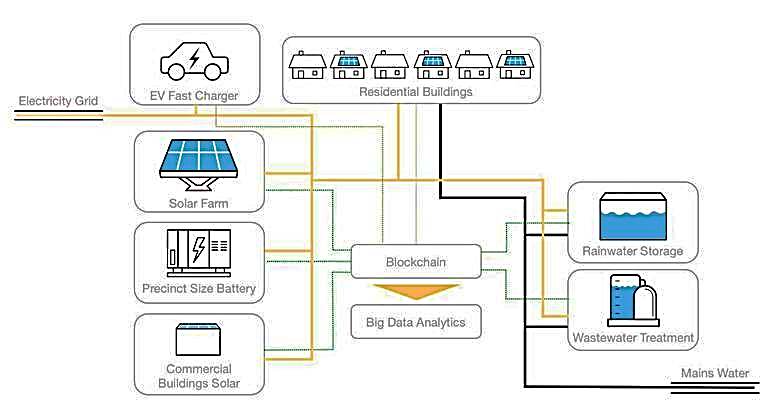 Electricity Grid
EV Fast Charger
Residential Buildings
Solar Farm
Precinct Size Battery
Commercial
Buildings Solar
Blockchain
Big Data Analytics
Rainwater Storage
Wastewater Treatment
Mains Water